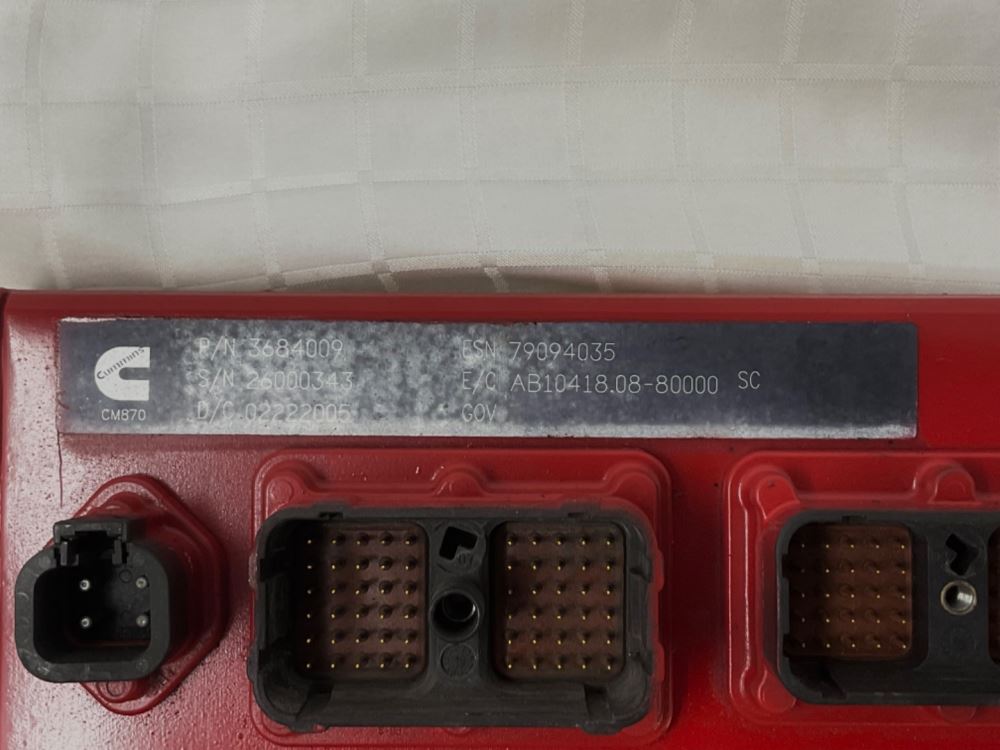 Cummins
CM870
P/N 3684009
S/N 26000343
D/C 02222005
ESN 79094035
E/C AB10418.08-80000 SC
GOV